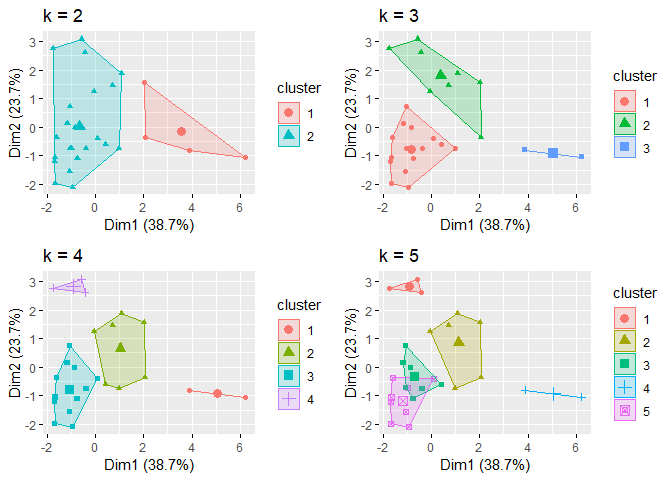 k = 2
3
2
1
0
-1
-2
Dim2 (23.7%)
-2 0 2 4 6
Dim1 (38.7%)
cluster
1
2
k = 3
3
2
1
0
-1
-2
Dim2 (23.7%)
-2 0 2 4 6
Dim1 (38.7%)
cluster
1
2
3
k = 4
3
2
1
0
-1
-2
Dim2 (23.7%)
-2 0 2 4 6
Dim1 (38.7%)
cluster
1
2
3
4
k = 5
3
2
1
0
-1
-2
Dim2 (23.7%)
-2 0 2 4 6
Dim1 (38.7%)
cluster
1
2
3
4
5